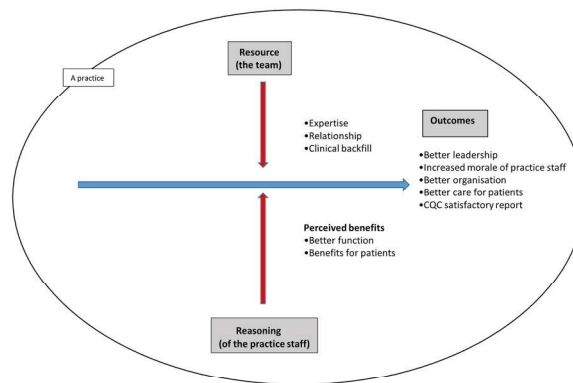 Resource
(the team)
A practice
•Expertise
•Relationship
•Clinical backfill
Outcomes
•Better leadership
•Increased morale of practice staff
•Better organisation
•Better care for patients
•CQC satisfactory report
Perceived benefits
•Better function
•Benefits for patients
Reasoning
(of the practice staff)